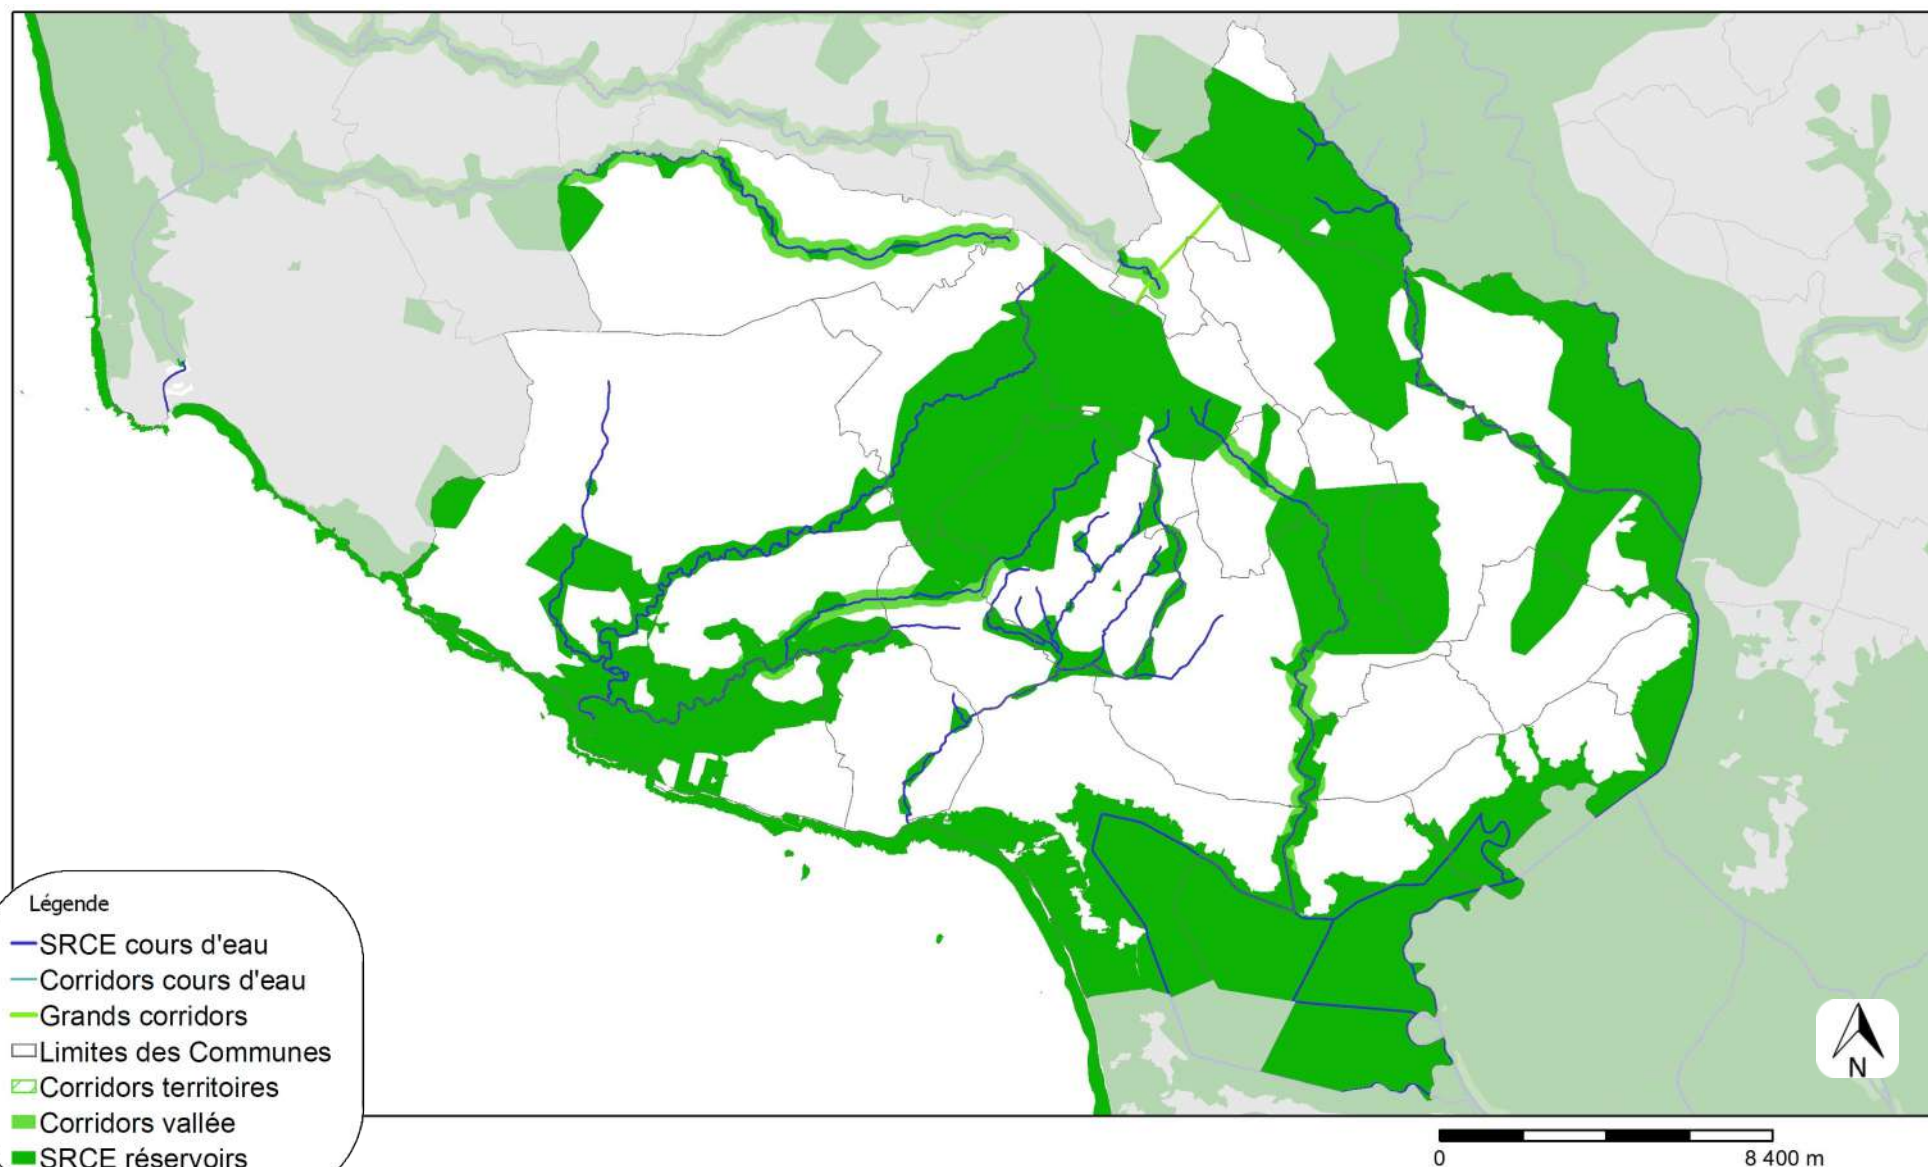 Légende
SRCE cours d'eau
Corridors cours d'eau
Grands corridors
Limites des Communes
Corridors territoires
Corridors vallée
SRCE réservoirs
N
0 8 400 m